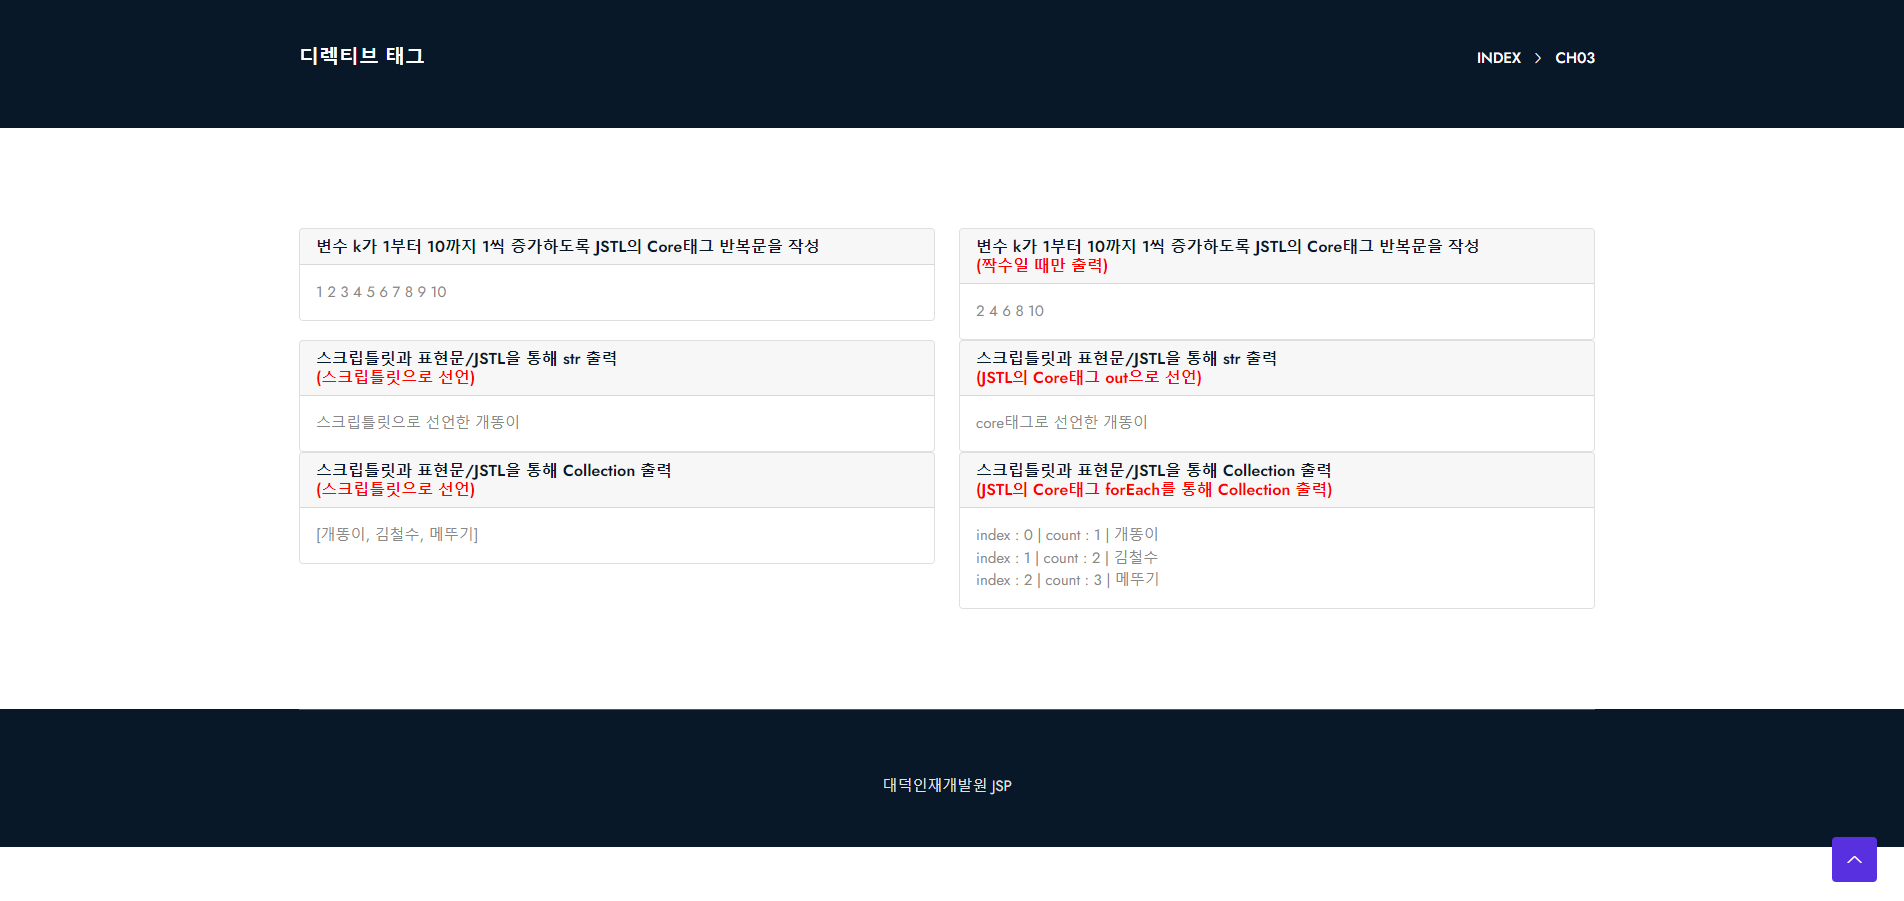 디렉티브 태그
INDEX > CH03
변수 k가 1부터 10까지 1씩 증가하도록 JSTL의 Core태그 반복문을 작성
1 2 3 4 5 6 7 8 9 10
변수 k가 1부터 10까지 1씩 증가하도록 JSTL의 Core태그 반복문을 작성
(짝수일 때만 출력)
2 4 6 8 10
스크립틀릿과 표현문/JSTL을 통해 str 출력
(스크립틀릿으로 선언)
스크립틀릿으로 선언한 개똥이
스크립틀릿과 표현문/JSTL을 통해 str 출력
(JSTL의 Core태그 out으로 선언)
core태그로 선언한 개똥이
스크립틀릿과 표현문/JSTL을 통해 Collection 출력
(스크립틀릿으로 선언)
[개똥이, 김철수, 메뚜기]
스크립틀릿과 표현문/JSTL을 통해 Collection 출력
(JSTL의 Core태그 forEach를 통해 Collection 출력)
index : 0 | count : 1 | 개똥이
index : 1 | count : 2 | 김철수
index : 2 | count : 3 | 메뚜기
대덕인재개발원 JSP